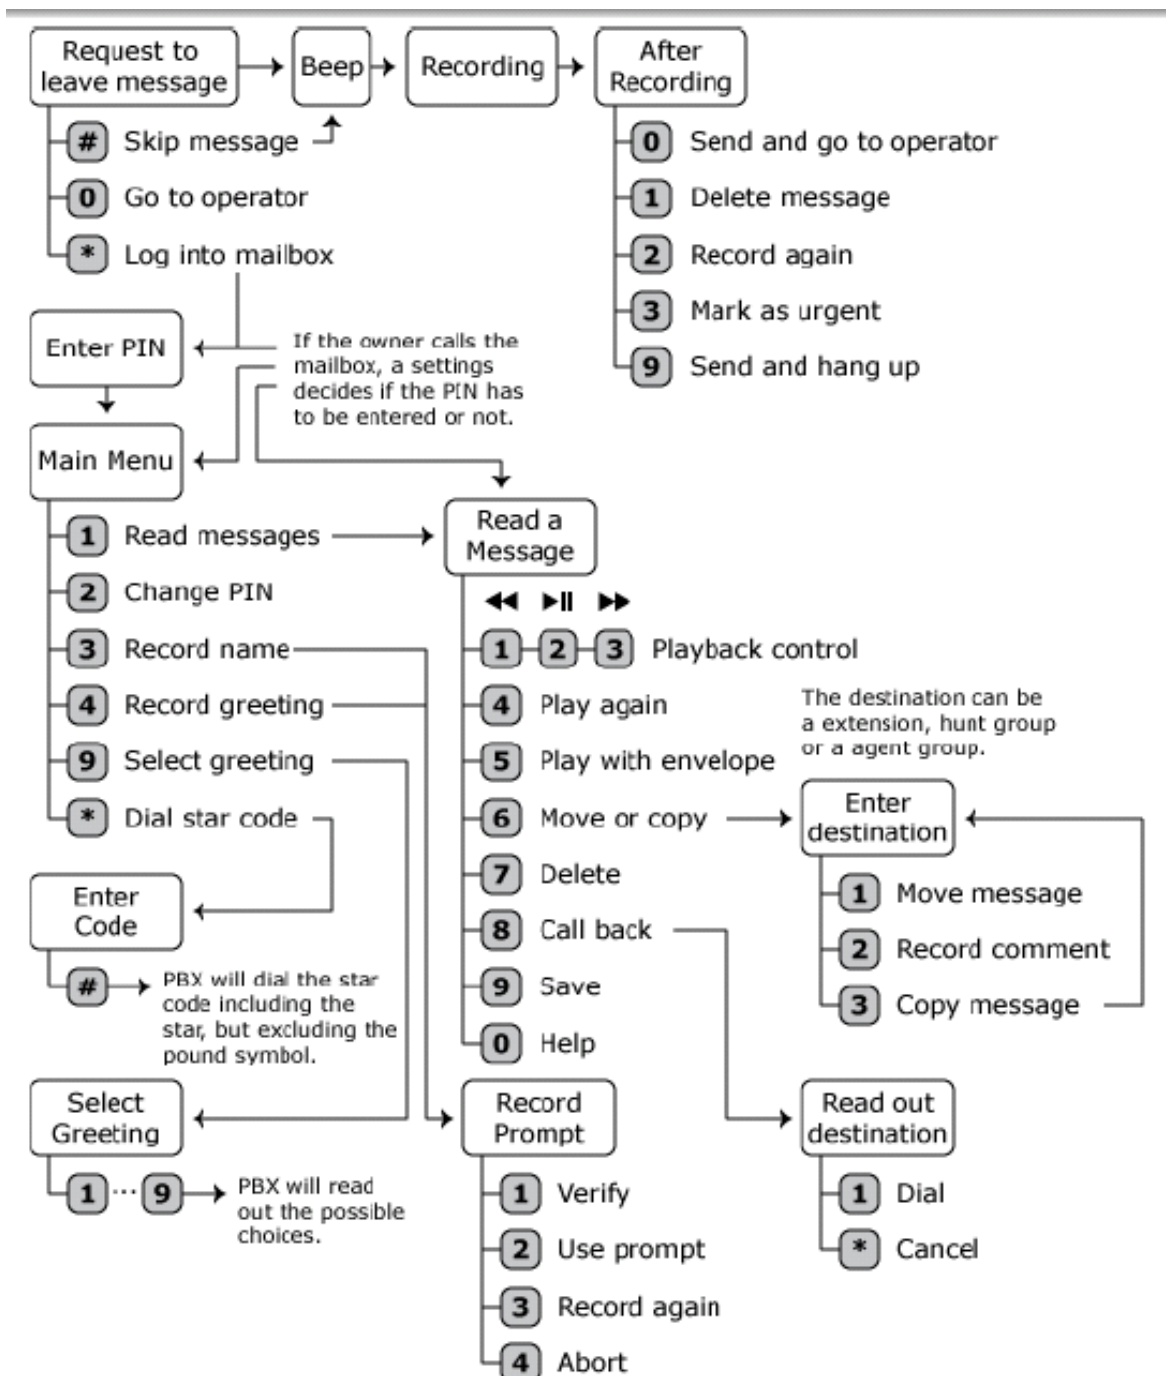 Request to
leave message
Beep
Recording
After
Recording
# Skip message
0 Go to operator
* Log into mailbox
0 Send and go to operator
1 Delete message
2 Record again
3 Mark as urgent
9 Send and hang up
Enter PIN
If the owner calls the
mailbox, a settings
decides if the PIN has
to be entered or not.
Main Menu
1 Read messages
2 Change PIN
3 Record name
4 Record greeting
9 Select greeting
* Dial star code
Read a
Message
1 2 3 Playback control
4 Play again
5 Play with envelope
6 Move or copy
7 Delete
8 Call back
9 Save
0 Help
The destination can be
a extension, hunt group
or a agent group.
Enter
destination
1 Move message
2 Record comment
3 Copy message
Enter
Code
# PBX will dial the star
code including the
star, but excluding the
pound symbol.
Select
Greeting
1 ... 9 PBX will read
out the possible
choices.
Record
Prompt
1 Verify
2 Use prompt
3 Record again
4 Abort
Read out
destination
1 Dial
* Cancel